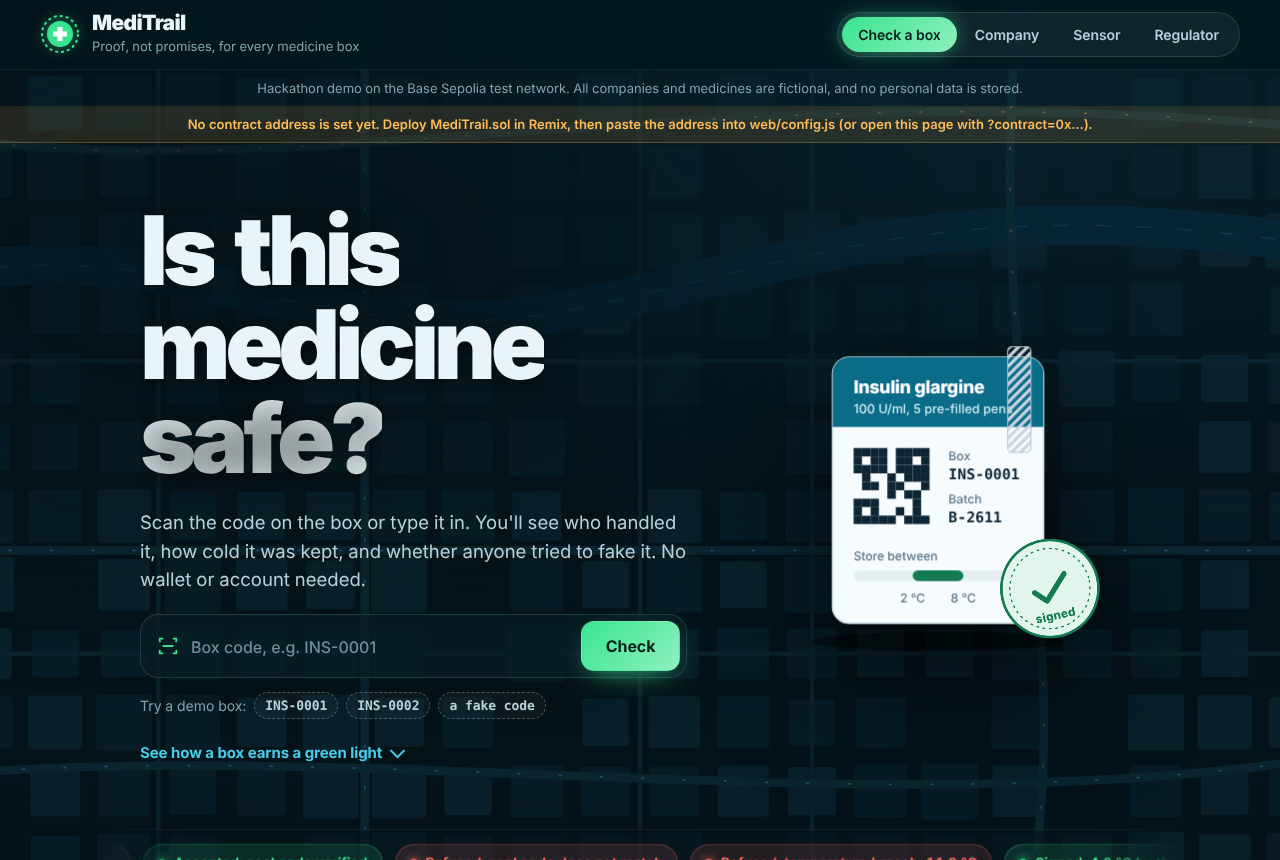 MediTrail
Proof, not promises, for every medicine box
Check a box
Company
Sensor
Regulator
Hackathon demo on the Base Sepolia test network. All companies and medicines are fictional, and no personal data is stored.
No contract address is set yet. Deploy MediTrail.sol in Remix, then paste the address into web/config.js (or open this page with ?contract=0x...).
Is this
medicine
safe?
Scan the code on the box or type it in. You'll see who handled
it, how cold it was kept, and whether anyone tried to fake it. No
wallet or account needed.
Box code, e.g. INS-0001
Check
Try a demo box:
INS-0001
INS-0002
a fake code
See how a box earns a green light
Insulin glargine
100 U/ml, 5 pre-filled pens
Box
INS-0001
Batch
B-2611
Store between
2 °C
8 °C
signed